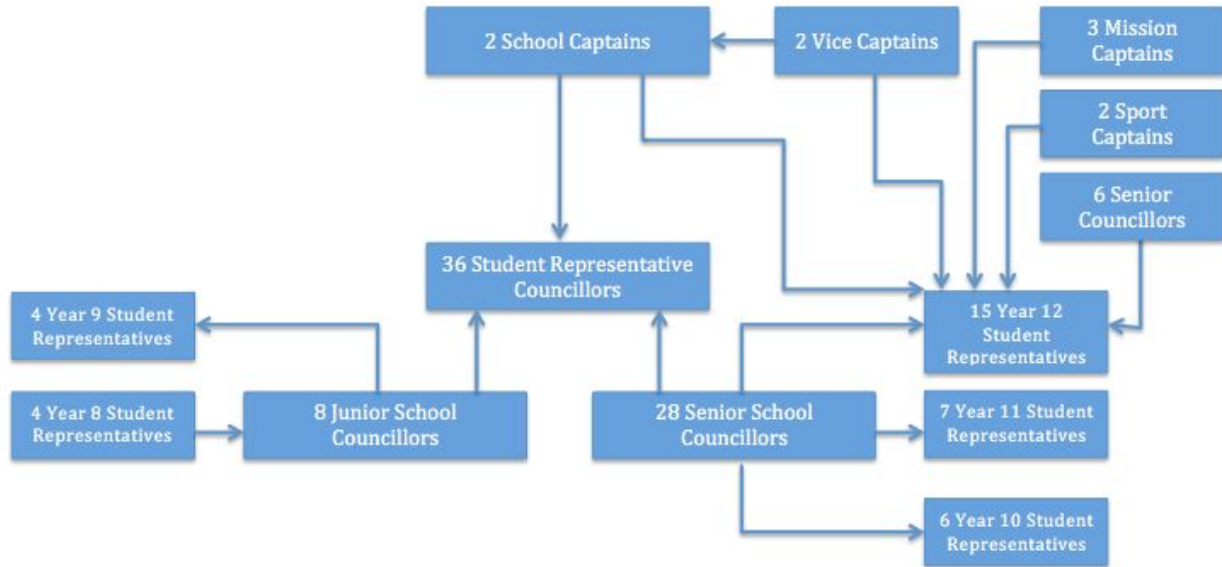 2 School Captains
2 Vice Captains
3 Mission
Captains
2 Sport
Captains
6 Senior
Councillors
36 Student Representative
Councillors
4 Year 9 Student
Representatives
15 Year 12
Student
Representatives
4 Year 8 Student
Representatives
8 Junior School
Councillors
28 Senior School
Councillors
7 Year 11 Student
Representatives
6 Year 10 Student
Representatives